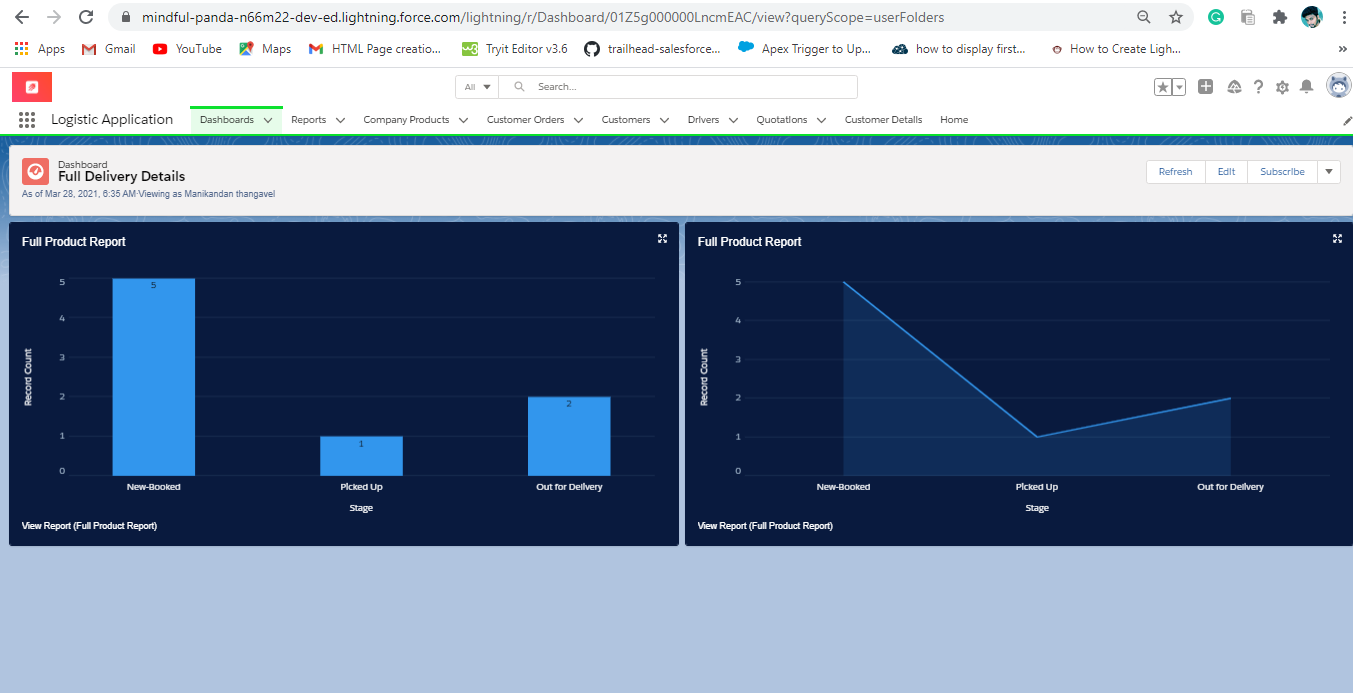 mindful-panda-n66m22-dev-ed.lightning.force.com/lightning/r/Dashboard/01Z5g000000LncmEAC/view?queryScope=userFolders
Apps Gmail YouTube Maps HTML Page creatio... Tryit Editor v3.6 trailhead-salesforce... Apex Trigger to Up... how to display first... How to Create Ligh... »
All Search...
Logistic Application Dashboards Reports Company Products Customer Orders Customers Drivers Quotations Customer Details Home
Dashboard
Full Delivery Details
As of Mar 28, 2021, 6:35 AM·Viewing as Manikandan thangavel
Refresh Edit Subscribe
Full Product Report
5
4
3
2
1
0
Record Count
5
1
2
New-Booked Picked Up Out for Delivery
Stage
View Report (Full Product Report)
Full Product Report
5
4
3
2
1
0
Record Count
New-Booked Picked Up Out for Delivery
Stage
View Report (Full Product Report)